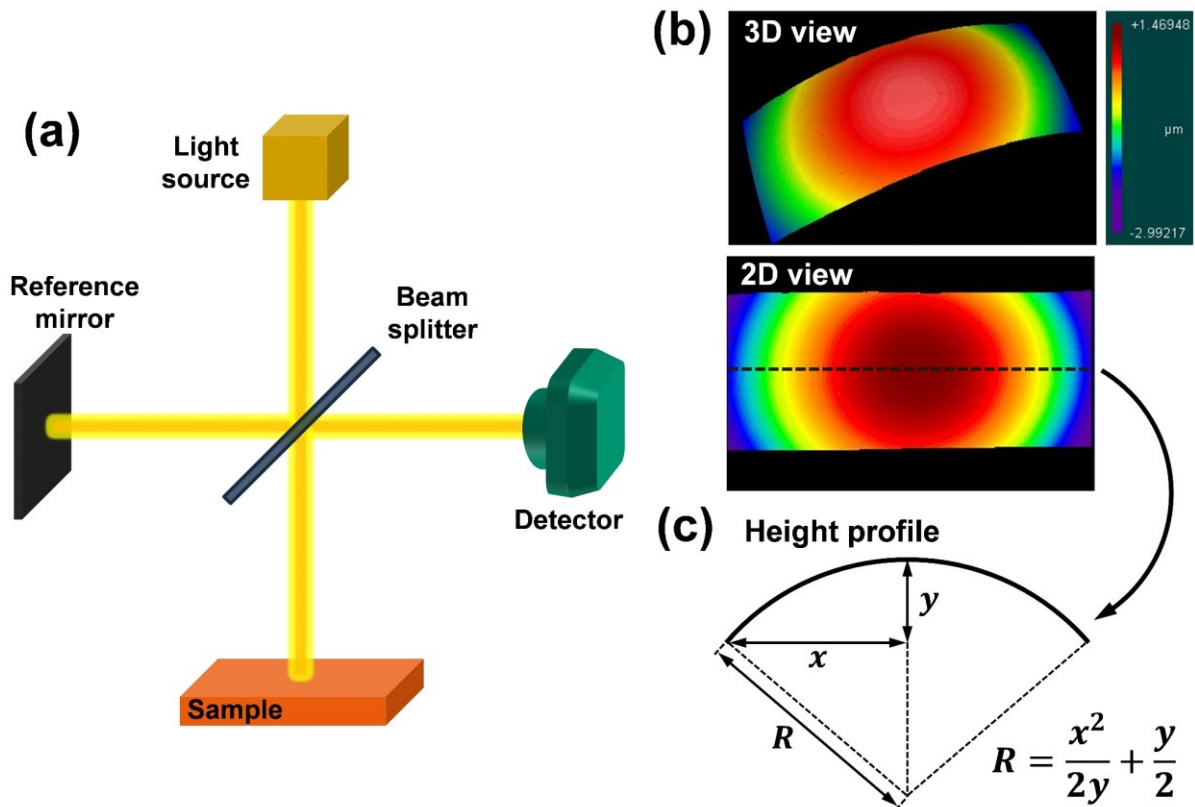 (a)
Light
source
Reference
mirror
Beam
splitter
Detector
Sample
(b)
3D view
+1.46948
µm
-2.99217
2D view
(c)
Height profile
y
x
R
R = x²/2y + y/2